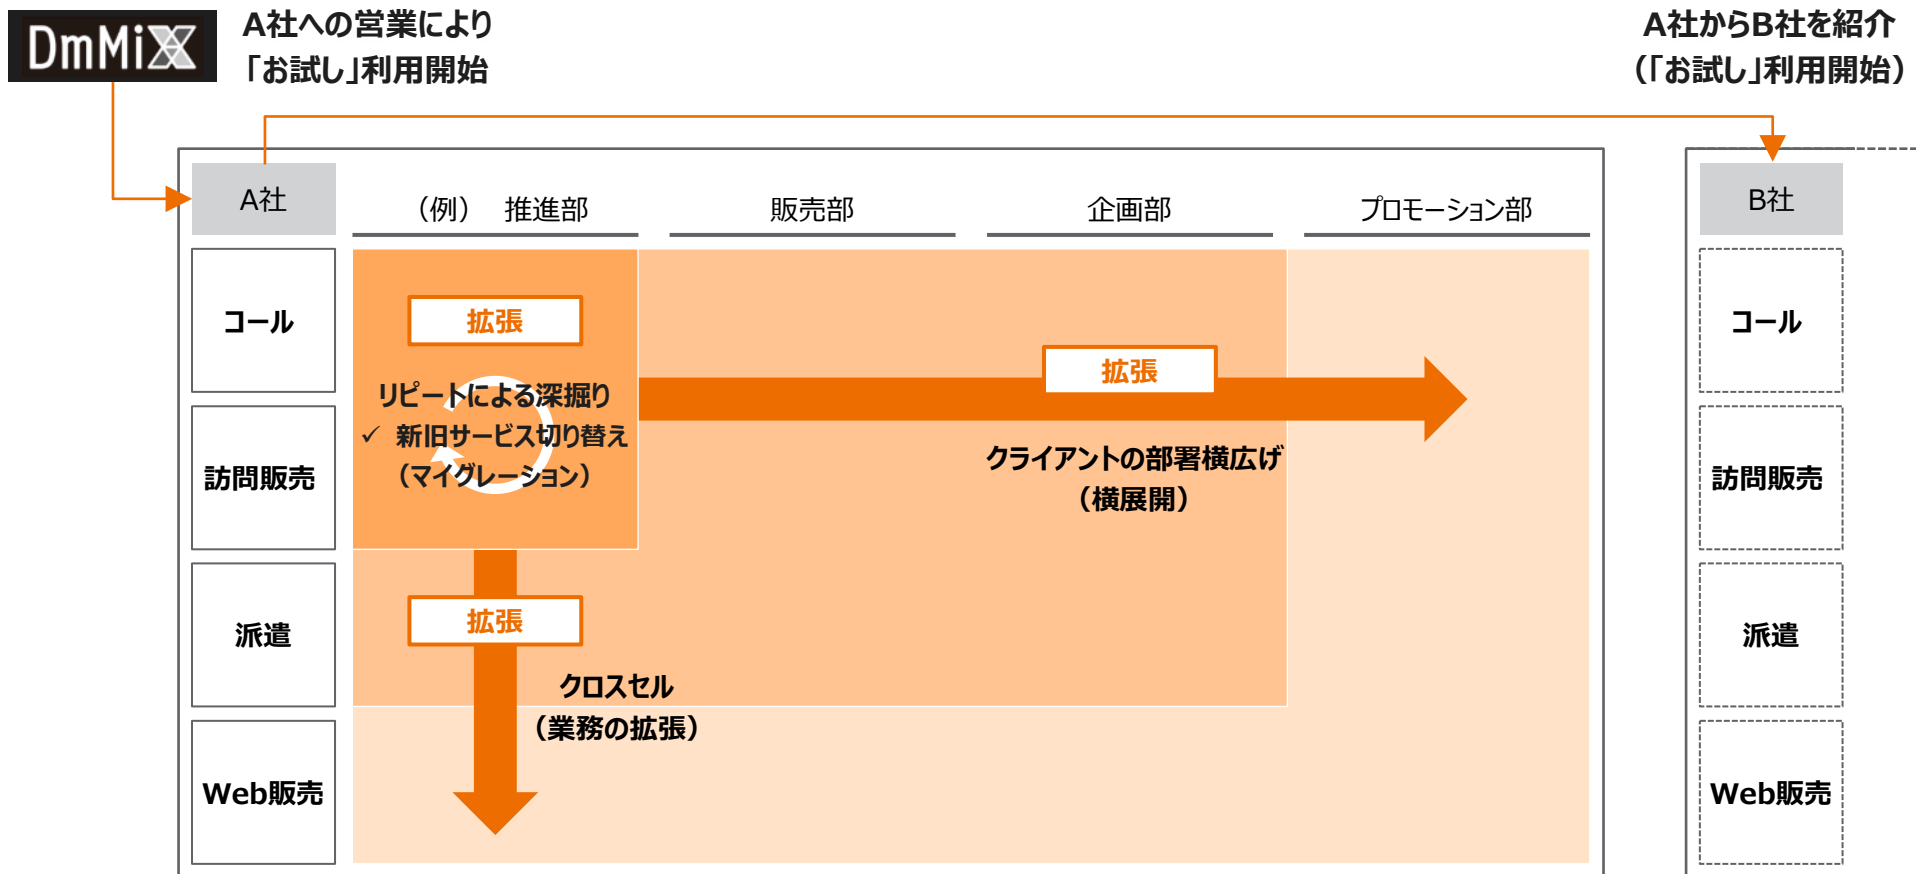 DmMiX
A社への営業により
「お試し」利用開始
A社からB社を紹介
（「お試し」利用開始）
A社
（例）　推進部
販売部
企画部
プロモーション部
B社
コール
拡張
リピートによる深掘り
✓ 新旧サービス切り替え
（マイグレーション）
拡張
クライアントの部署横広げ
（横展開）
コール
訪問販売
訪問販売
派遣
拡張
クロスセル
（業務の拡張）
派遣
Web販売
Web販売